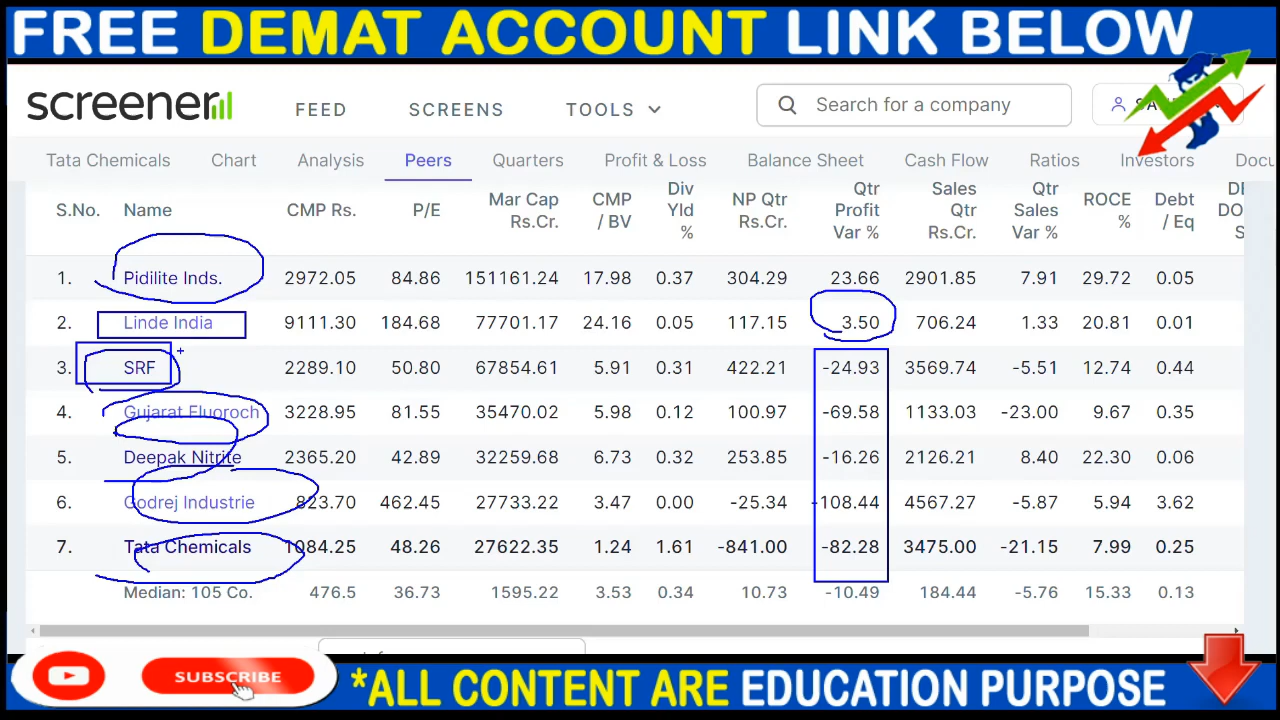 FREE DEMAT ACCOUNT LINK BELOW
screener
FEED SCREENS TOOLS Search for a company
Tata Chemicals Chart Analysis Peers Quarters Profit & Loss Balance Sheet Cash Flow Ratios Investors Docu
S.No. Name CMP Rs. P/E Mar Cap Rs.Cr. CMP / BV Div Yld % NP Qtr Rs.Cr. Qtr Profit Var % Sales Qtr Rs.Cr. Qtr Sales Var % ROCE % Debt / Eq
1. Pidilite Inds. 2972.05 84.86 151161.24 17.98 0.37 304.29 23.66 2901.85 7.91 29.72 0.05
2. Linde India 9111.30 184.68 77701.17 24.16 0.05 117.15 3.50 706.24 1.33 20.81 0.01
3. SRF 2289.10 50.80 67854.61 5.91 0.31 422.21 -24.93 3569.74 -5.51 12.74 0.44
4. Gujarat Fluoroch 3228.95 81.55 35470.02 5.98 0.12 100.97 -69.58 1133.03 -23.00 9.67 0.35
5. Deepak Nitrite 2365.20 42.89 32259.68 6.73 0.32 253.85 -16.26 2126.21 8.40 22.30 0.06
6. Godrej Industrie 823.70 462.45 27733.22 3.47 0.00 -25.34 -108.44 4567.27 -5.87 5.94 3.62
7. Tata Chemicals 1084.25 48.26 27622.35 1.24 1.61 -841.00 -82.28 3475.00 -21.15 7.99 0.25
Median: 105 Co. 476.5 36.73 1595.22 3.53 0.34 10.73 -10.49 184.44 -5.76 15.33 0.13
SUBSCRIBE
*ALL CONTENT ARE EDUCATION PURPOSE